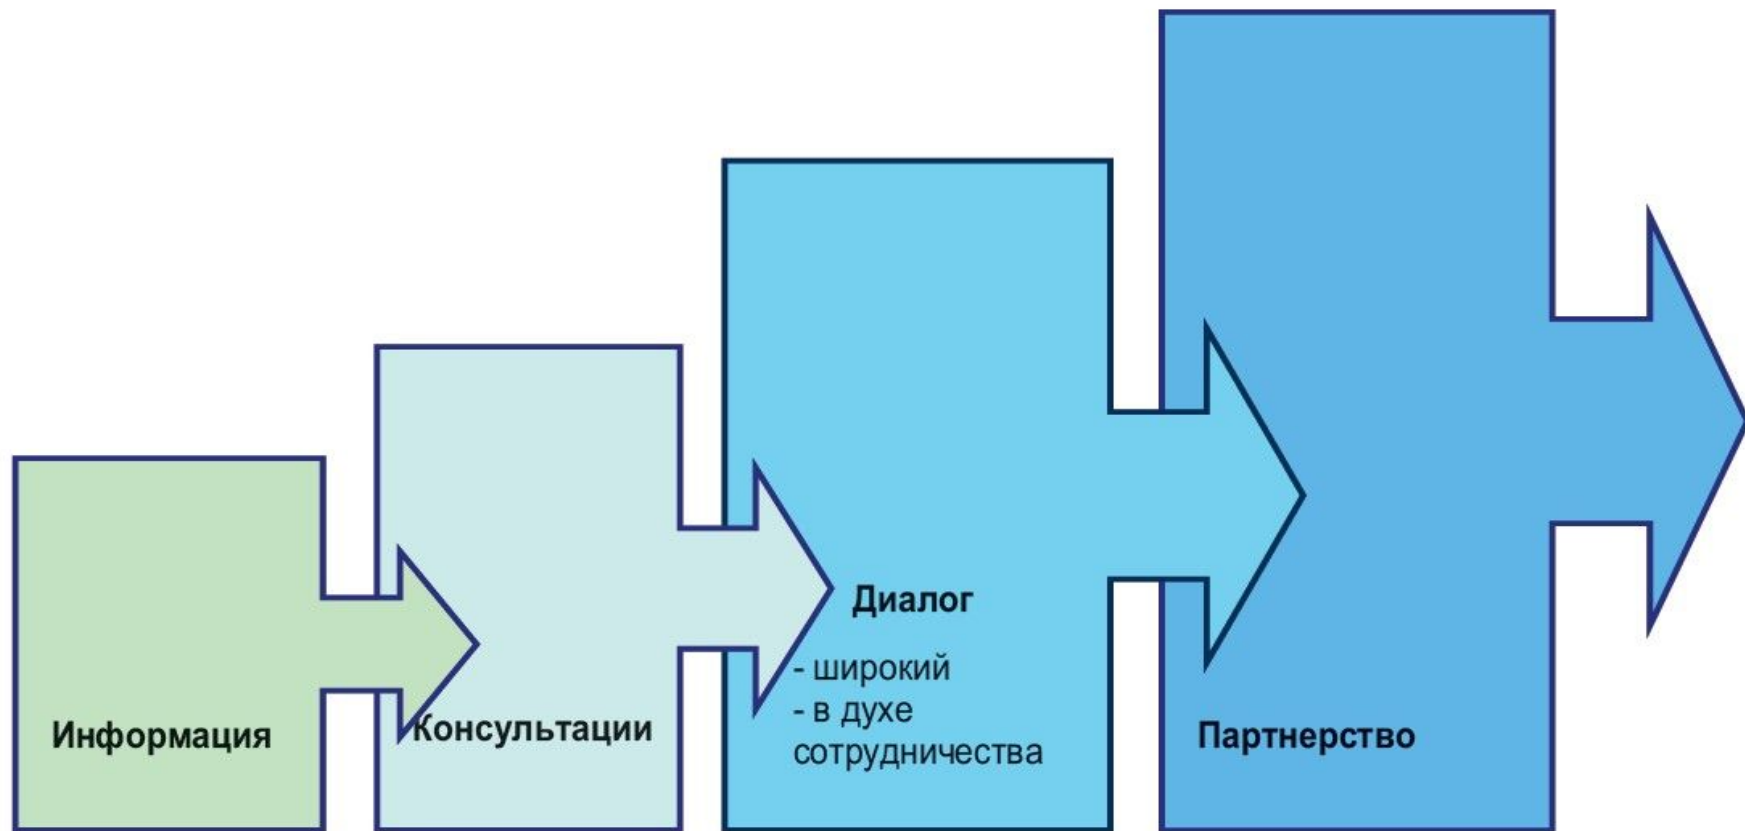 Информация
Консультации
Диалог
- широкий
- в духе
сотрудничества
Партнерство